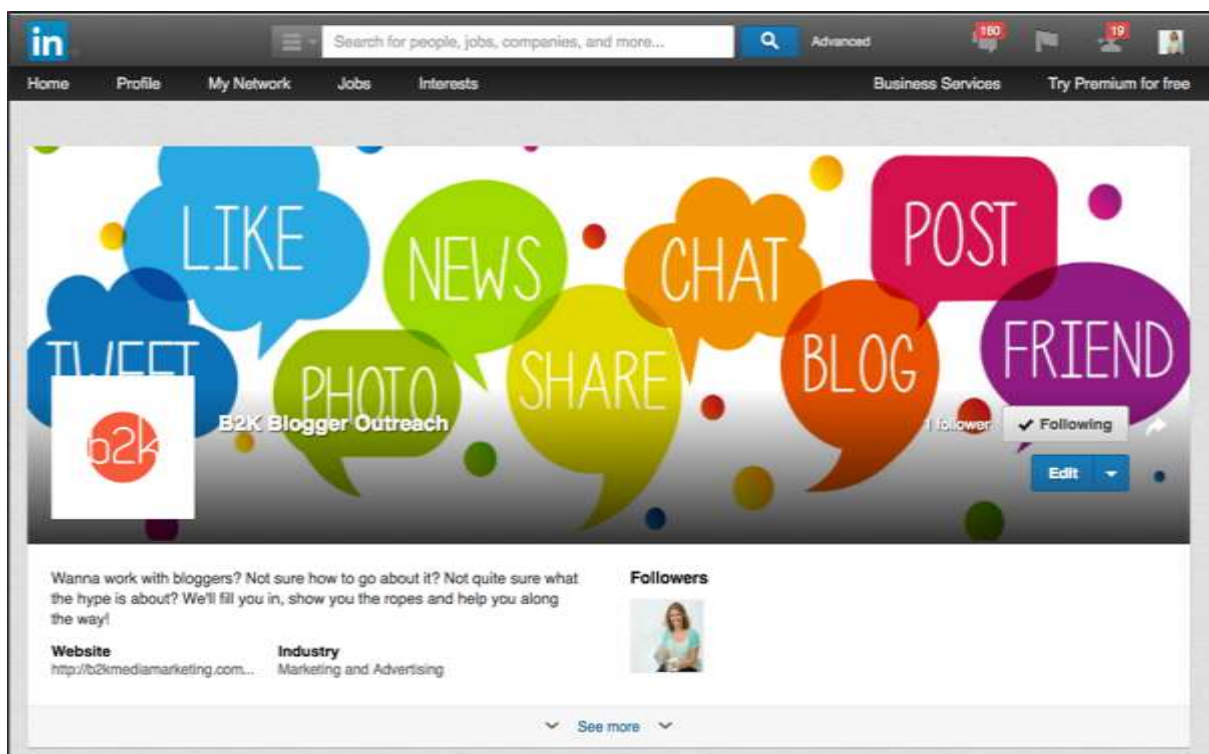 in
Search for people, jobs, companies, and more...
Advanced
160
19
Home Profile My Network Jobs Interests Business Services Try Premium for free
LIKE
NEWS
CHAT
POST
TWEET
PHOTO
SHARE
BLOG
FRIEND
b2k
B2K Blogger Outreach
1 follower
Following
Edit
Wanna work with bloggers? Not sure how to go about it? Not quite sure what
the hype is about? We'll fill you in, show you the ropes and help you along
the way!
Followers
Website Industry
http://b2kmediamarketing.com... Marketing and Advertising
See more